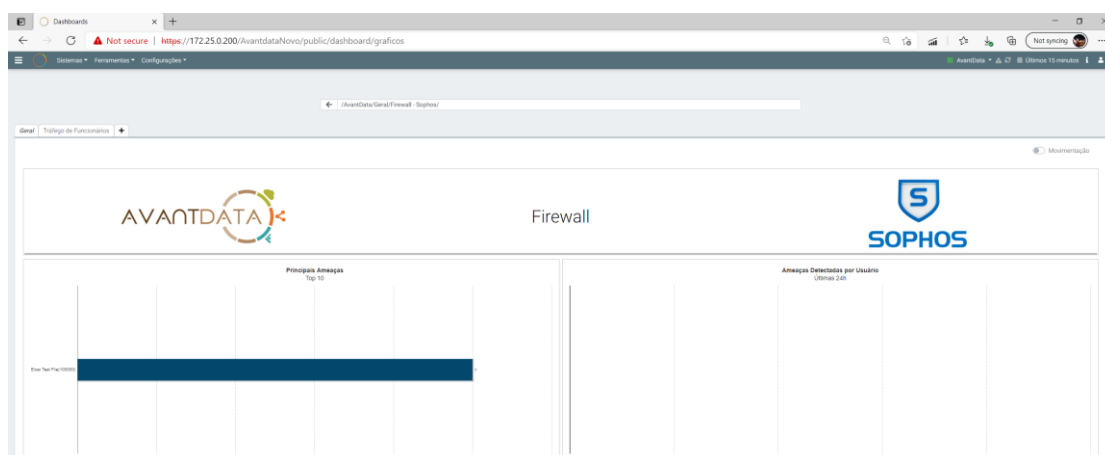 Dashboards
Not secure | https://172.25.0.200/AvantdataNovo/public/dashboard/graficos
Not syncing
Sistemas Ferramentas Configurações
AvantData
Últimos 15 minutos
/AvantData/Geral/Firewall - Sophos/
Geral
Tráfego de Funcionários
Movimentação
AVANTDATA
Firewall
S
SOPHOS
Principais Ameaças
Top 10
Ameaças Detectadas por Usuário
Últimas 24h
Test File